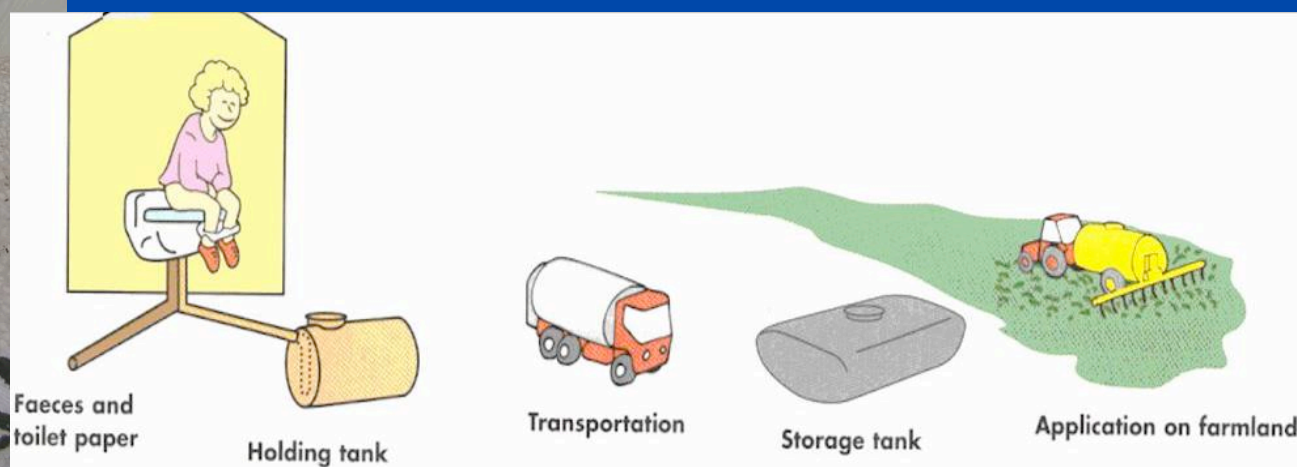 Faeces and
toilet paper
Holding tank
Transportation
Storage tank
Application on farmland